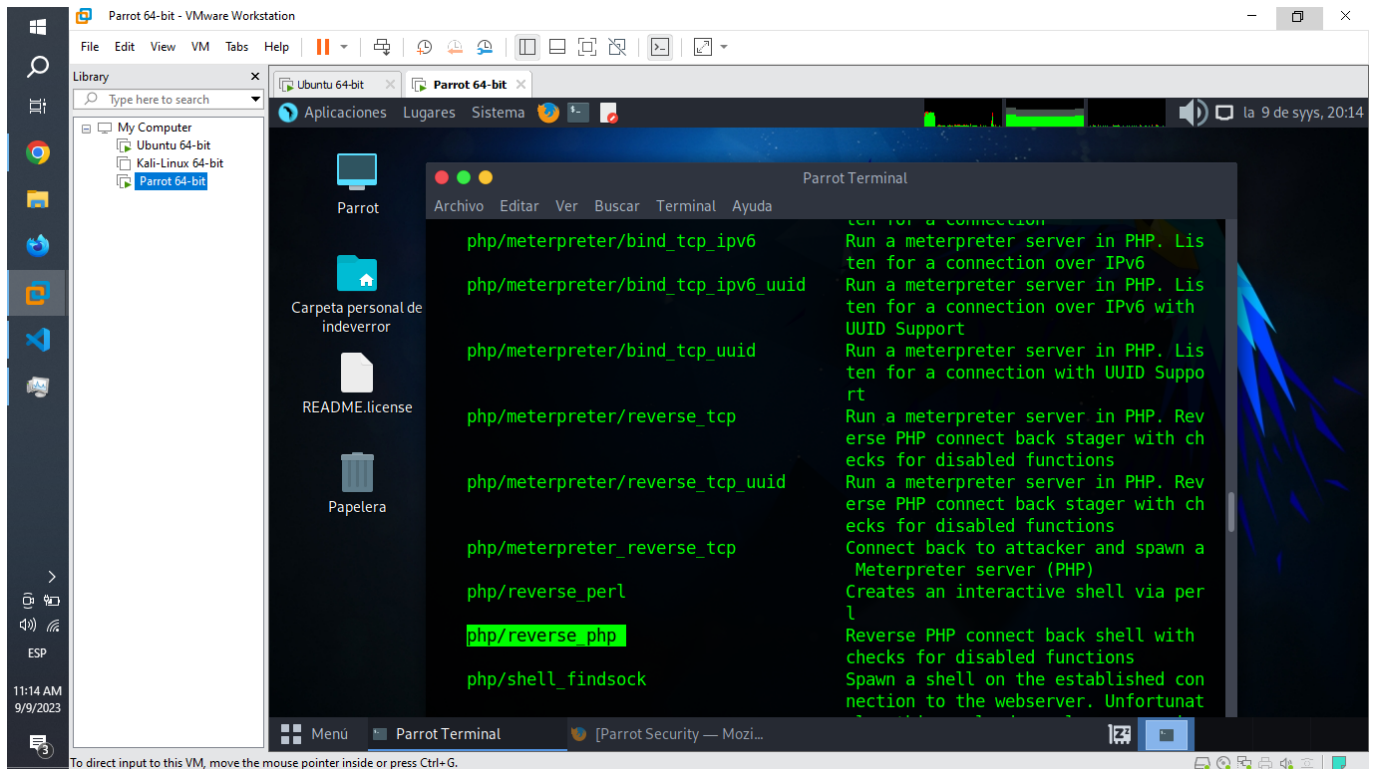 Parrot 64-bit - VMware Workstation
File Edit View VM Tabs Help
Library
Type here to search
My Computer
Ubuntu 64-bit
Kali-Linux 64-bit
Parrot 64-bit
Ubuntu 64-bit
Parrot 64-bit
Aplicaciones Lugares Sistema
la 9 de syys, 20:14
Parrot
Carpeta personal de
indeverror
README.license
Papelera
Parrot Terminal
Archivo Editar Ver Buscar Terminal Ayuda
ten for a connection
php/meterpreter/bind_tcp_ipv6 Run a meterpreter server in PHP. Lis
ten for a connection over IPv6
php/meterpreter/bind_tcp_ipv6_uuid Run a meterpreter server in PHP. Lis
ten for a connection over IPv6 with
UUID Support
php/meterpreter/bind_tcp_uuid Run a meterpreter server in PHP. Lis
ten for a connection with UUID Suppo
rt
php/meterpreter/reverse_tcp Run a meterpreter server in PHP. Rev
erse PHP connect back stager with ch
ecks for disabled functions
php/meterpreter/reverse_tcp_uuid Run a meterpreter server in PHP. Rev
erse PHP connect back stager with ch
ecks for disabled functions
php/meterpreter_reverse_tcp Connect back to attacker and spawn a
Meterpreter server (PHP)
php/reverse_perl Creates an interactive shell via per
l
php/reverse_php Reverse PHP connect back shell with
checks for disabled functions
php/shell_findsock Spawn a shell on the established con
nection to the webserver. Unfortunat
Menú Parrot Terminal [Parrot Security — Mozi...
To direct input to this VM, move the mouse pointer inside or press Ctrl+G.
ESP
11:14 AM
9/9/2023
3